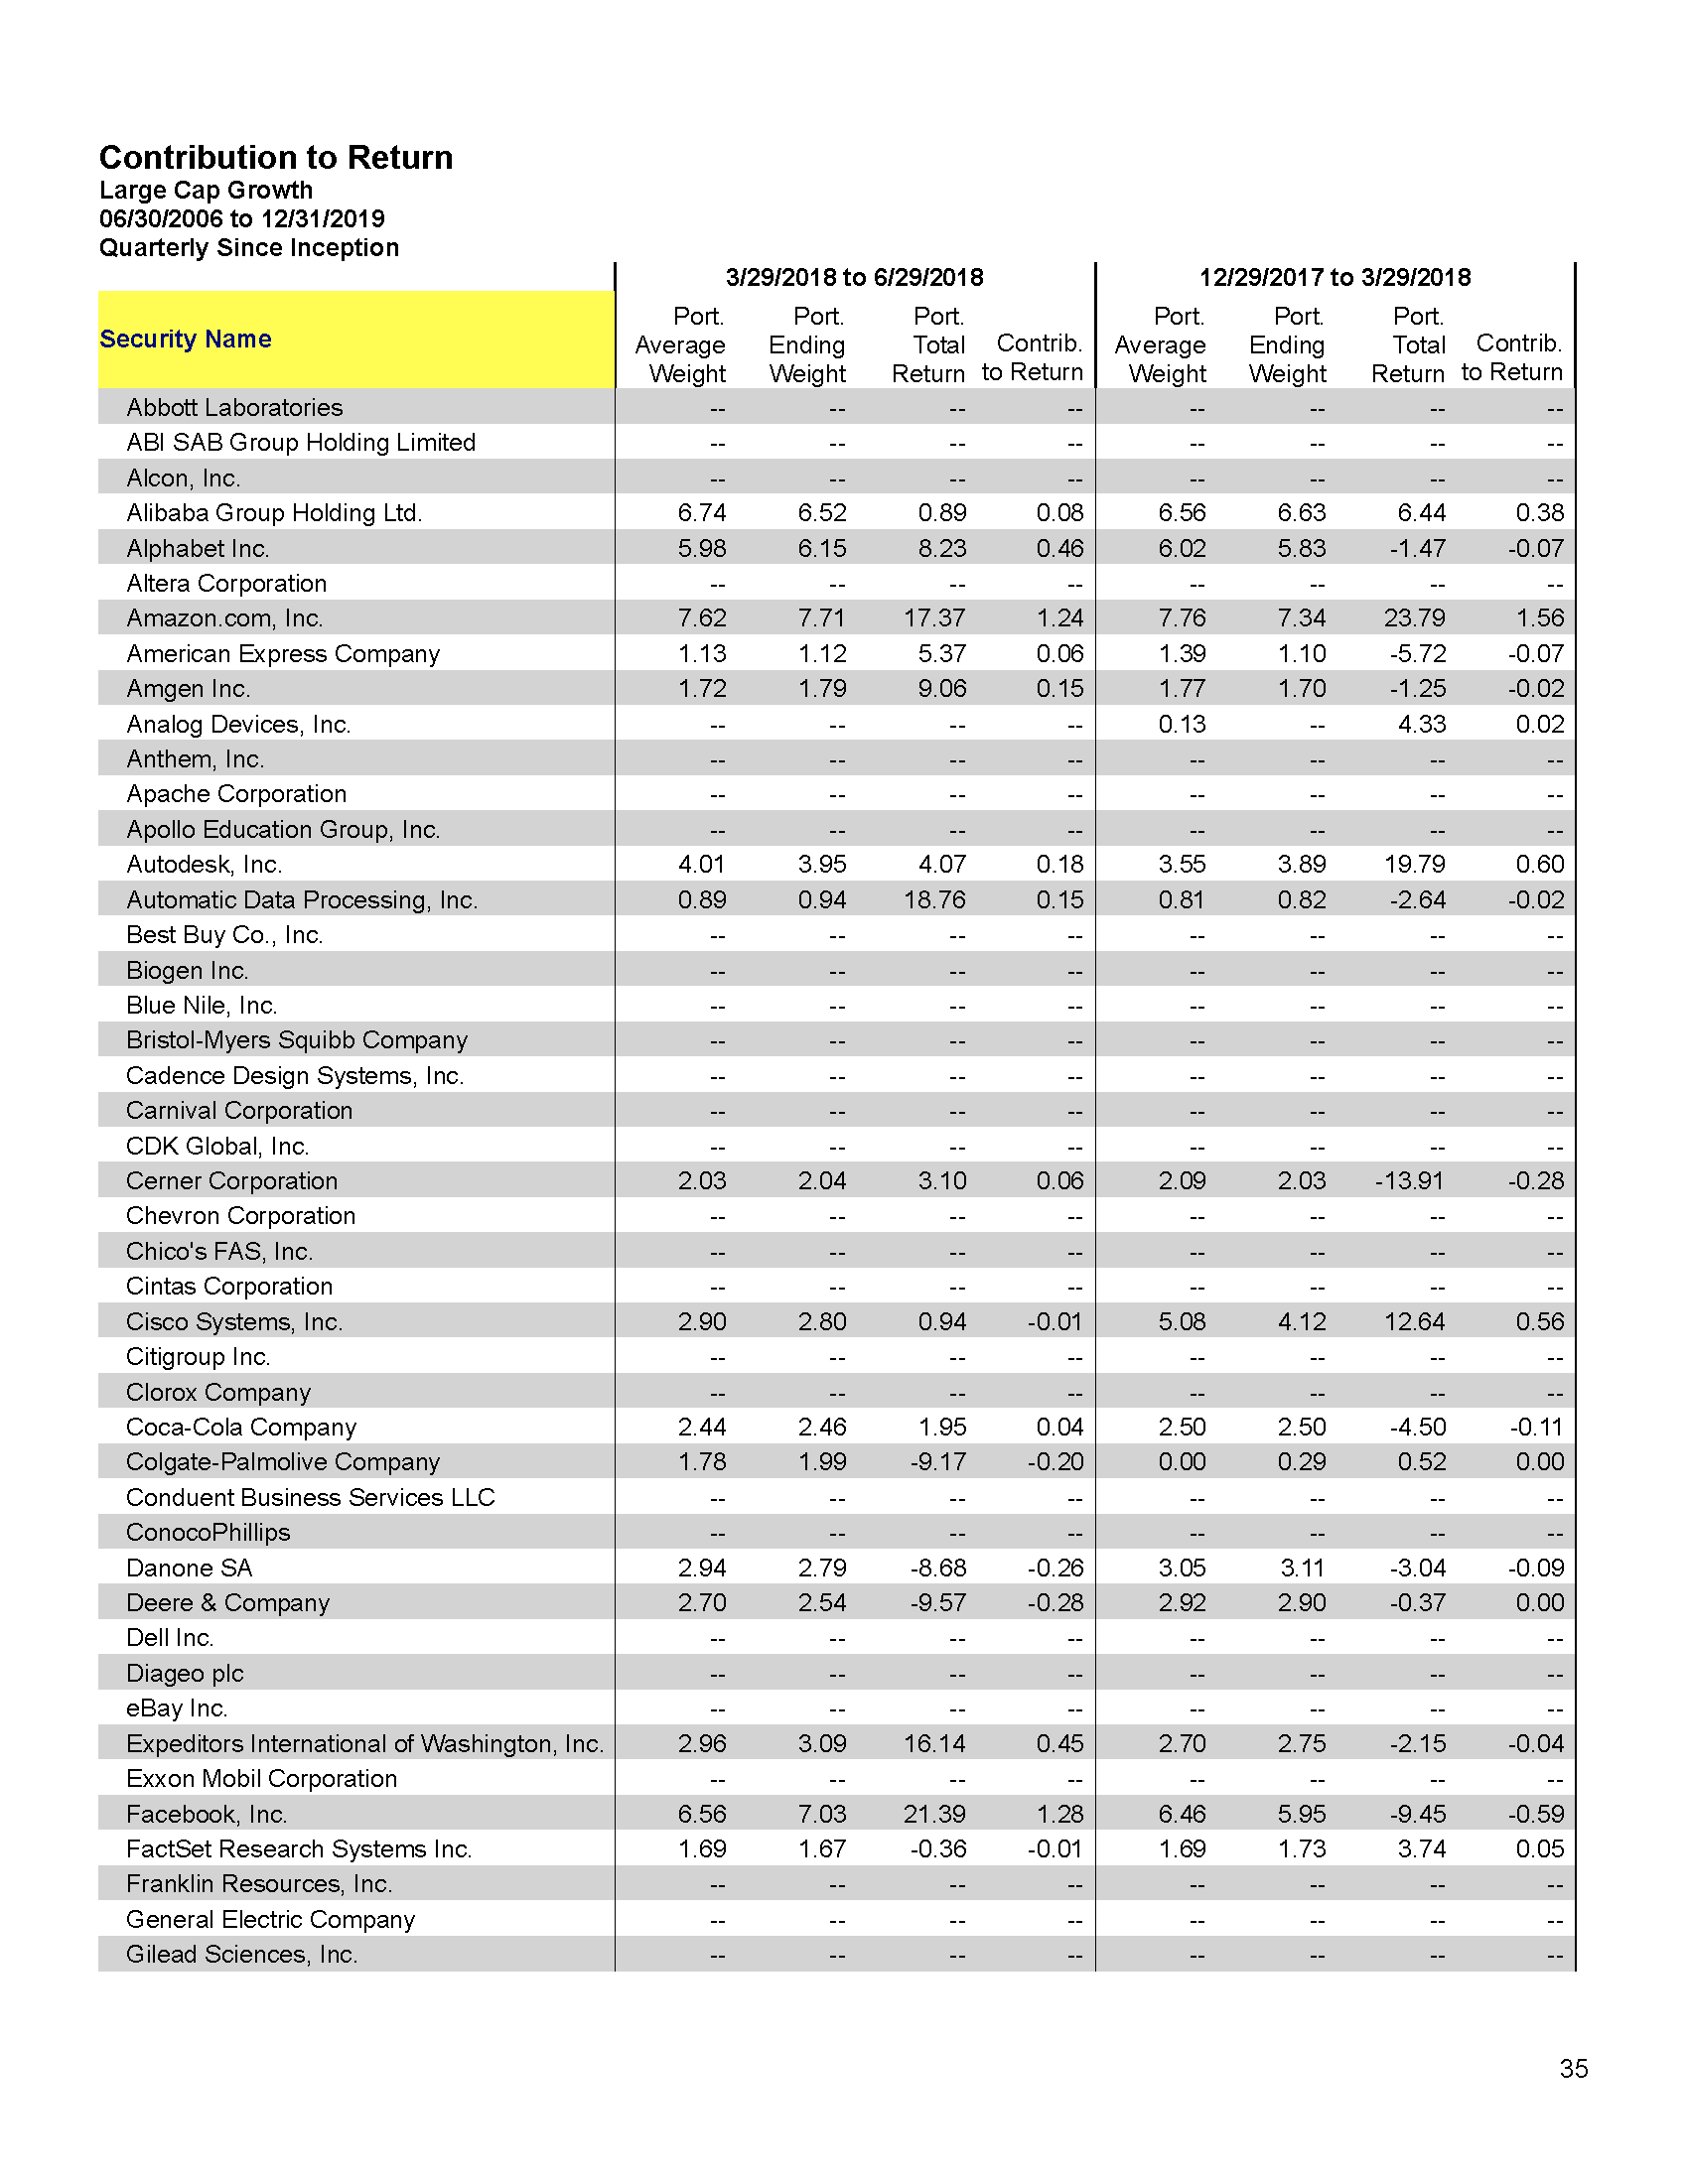 Contribution to Return
Large Cap Growth
06/30/2006 to 12/31/2019
Quarterly Since Inception
3/29/2018 to 6/29/2018 12/29/2017 to 3/29/2018
Security Name Port. Average Weight Port. Ending Weight Port. Total Return Contrib. to Return Port. Average Weight Port. Ending Weight Port. Total Return Contrib. to Return
Abbott Laboratories -- -- -- -- -- -- -- --
ABI SAB Group Holding Limited -- -- -- -- -- -- -- --
Alcon, Inc. -- -- -- -- -- -- -- --
Alibaba Group Holding Ltd. 6.74 6.52 0.89 0.08 6.56 6.63 6.44 0.38
Alphabet Inc. 5.98 6.15 8.23 0.46 6.02 5.83 -1.47 -0.07
Altera Corporation -- -- -- -- -- -- -- --
Amazon.com, Inc. 7.62 7.71 17.37 1.24 7.76 7.34 23.79 1.56
American Express Company 1.13 1.12 5.37 0.06 1.39 1.10 -5.72 -0.07
Amgen Inc. 1.72 1.79 9.06 0.15 1.77 1.70 -1.25 -0.02
Analog Devices, Inc. -- -- -- -- 0.13 -- 4.33 0.02
Anthem, Inc. -- -- -- -- -- -- -- --
Apache Corporation -- -- -- -- -- -- -- --
Apollo Education Group, Inc. -- -- -- -- -- -- -- --
Autodesk, Inc. 4.01 3.95 4.07 0.18 3.55 3.89 19.79 0.60
Automatic Data Processing, Inc. 0.89 0.94 18.76 0.15 0.81 0.82 -2.64 -0.02
Best Buy Co., Inc. -- -- -- -- -- -- -- --
Biogen Inc. -- -- -- -- -- -- -- --
Blue Nile, Inc. -- -- -- -- -- -- -- --
Bristol-Myers Squibb Company -- -- -- -- -- -- -- --
Cadence Design Systems, Inc. -- -- -- -- -- -- -- --
Carnival Corporation -- -- -- -- -- -- -- --
CDK Global, Inc. -- -- -- -- -- -- -- --
Cerner Corporation 2.03 2.04 3.10 0.06 2.09 2.03 -13.91 -0.28
Chevron Corporation -- -- -- -- -- -- -- --
Chico's FAS, Inc. -- -- -- -- -- -- -- --
Cintas Corporation -- -- -- -- -- -- -- --
Cisco Systems, Inc. 2.90 2.80 0.94 -0.01 5.08 4.12 12.64 0.56
Citigroup Inc. -- -- -- -- -- -- -- --
Clorox Company -- -- -- -- -- -- -- --
Coca-Cola Company 2.44 2.46 1.95 0.04 2.50 2.50 -4.50 -0.11
Colgate-Palmolive Company 1.78 1.99 -9.17 -0.20 0.00 0.29 0.52 0.00
Conduent Business Services LLC -- -- -- -- -- -- -- --
ConocoPhillips -- -- -- -- -- -- -- --
Danone SA 2.94 2.79 -8.68 -0.26 3.05 3.11 -3.04 -0.09
Deere & Company 2.70 2.54 -9.57 -0.28 2.92 2.90 -0.37 0.00
Dell Inc. -- -- -- -- -- -- -- --
Diageo plc -- -- -- -- -- -- -- --
eBay Inc. -- -- -- -- -- -- -- --
Expeditors International of Washington, Inc. 2.96 3.09 16.14 0.45 2.70 2.75 -2.15 -0.04
Exxon Mobil Corporation -- -- -- -- -- -- -- --
Facebook, Inc. 6.56 7.03 21.39 1.28 6.46 5.95 -9.45 -0.59
FactSet Research Systems Inc. 1.69 1.67 -0.36 -0.01 1.69 1.73 3.74 0.05
Franklin Resources, Inc. -- -- -- -- -- -- -- --
General Electric Company -- -- -- -- -- -- -- --
Gilead Sciences, Inc. -- -- -- -- -- -- -- --
35